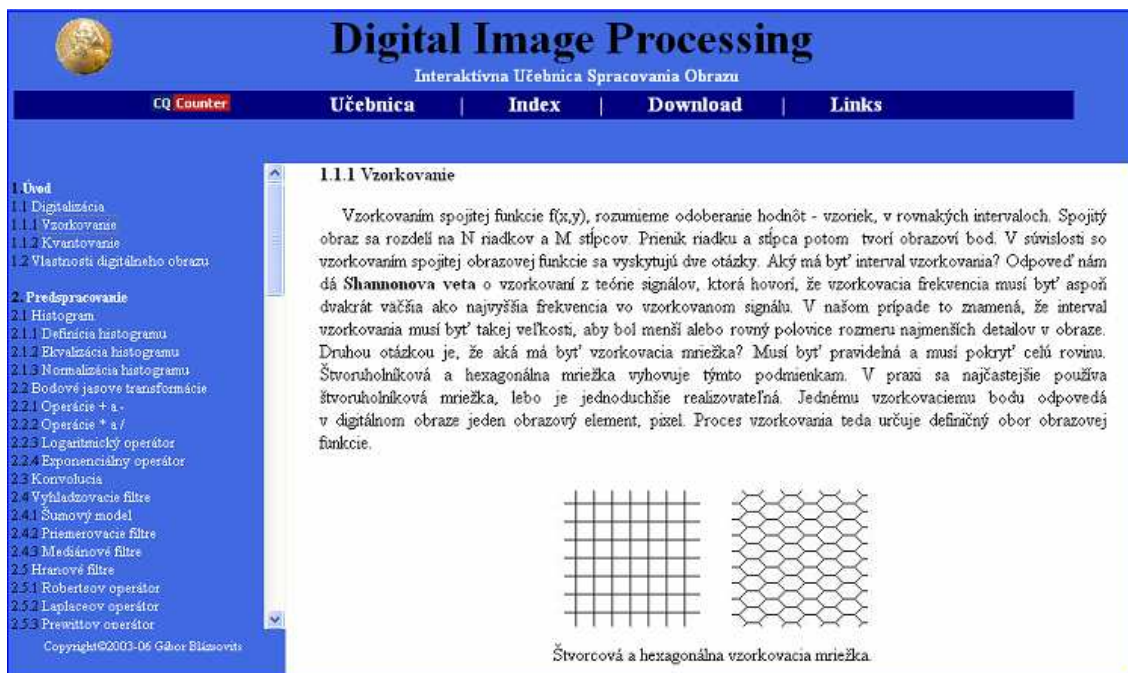 Digital Image Processing
Interaktívna Učebnica Spracovania Obrazu
CQ Counter
Učebnica | Index | Download | Links
1 Úvod
1.1 Digitalizácia
1.1.1 Vzorkovanie
1.1.2 Kvantovanie
1.2 Vlastnosti digitálneho obrazu
2. Predspracovanie
2.1 Histogram
2.1.1 Definícia histogramu
2.1.2 Ekvalizácia histogramu
2.1.3 Normalizácia histogramu
2.2 Bodové jasove transformácie
2.2.1 Operácie + a -
2.2.2 Operácie * a /
2.2.3 Logaritmický operátor
2.2.4 Exponenciálny operátor
2.3 Konvolucia
2.4 Vyhladzovacie filtre
2.4.1 Šumový model
2.4.2 Priemerovacie filtre
2.4.3 Mediánové filtre
2.5 Hranové filtre
2.5.1 Robertsov operátor
2.5.2 Laplaceov operátor
2.5.3 Prewittov operátor
Copyright©2003-06 Gábor Blázsovits
1.1.1 Vzorkovanie
Vzorkovaním spojitej funkcie f(x,y), rozumieme odoberanie hodnôt - vzoriek, v rovnakých intervaloch. Spojitý
obraz sa rozdelí na N riadkov a M stĺpcov. Prienik riadku a stĺpca potom tvorí obrazoví bod. V súvislosti so
vzorkovaním spojitej obrazovej funkcie sa vyskytujú dve otázky. Aký má byť interval vzorkovania? Odpoveď nám
dá Shannonova veta o vzorkovaní z teórie signálov, ktorá hovorí, že vzorkovacia frekvencia musí byť aspoň
dvakrát väčšia ako najvyššia frekvencia vo vzorkovanom signálu. V našom prípade to znamená, že interval
vzorkovania musí byť takej veľkosti, aby bol menší alebo rovný polovice rozmeru najmenších detailov v obraze.
Druhou otázkou je, že aká má byť vzorkovacia mriežka? Musí byť pravidelná a musí pokryť celú rovinu.
Štvoruholníková a hexagonálna mriežka vyhovuje týmto podmienkam. V praxi sa najčastejšie používa
štvoruholníková mriežka, lebo je jednoduchšie realizovateľná. Jednému vzorkovaciemu bodu odpovedá
v digitálnom obraze jeden obrazový element, pixel. Proces vzorkovania teda určuje definičný obor obrazovej
funkcie.
Štvorcová a hexagonálna vzorkovacia mriežka.